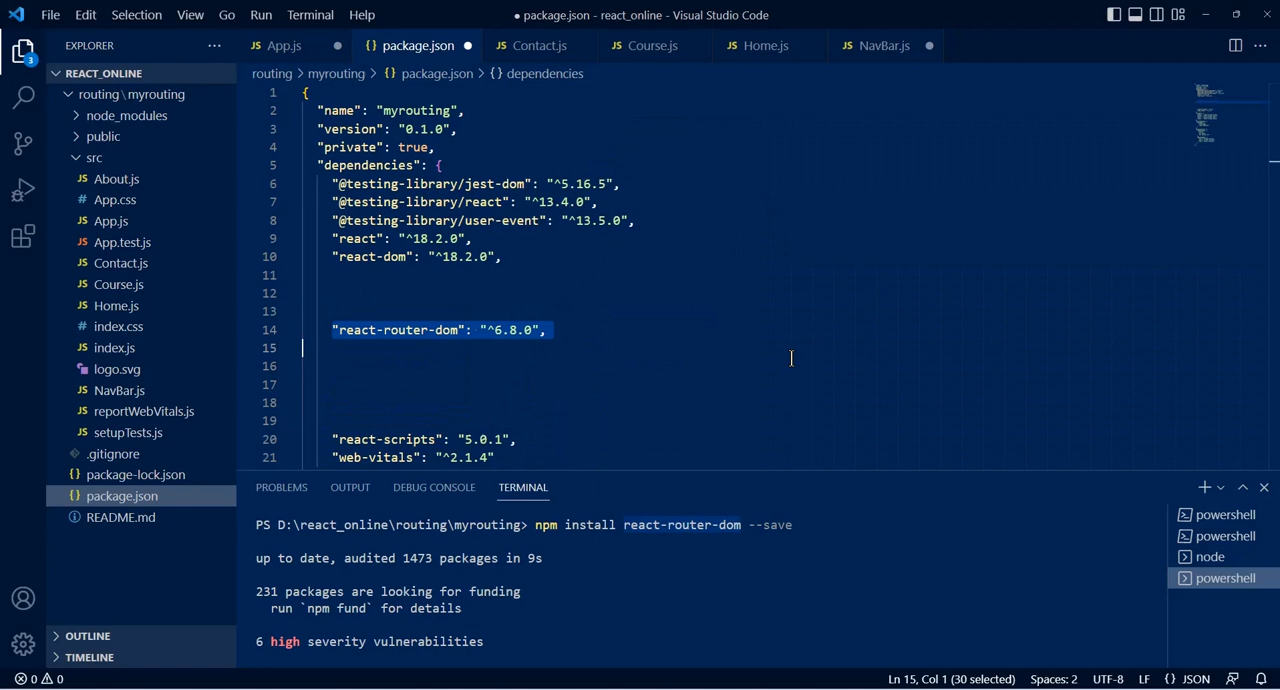 File Edit Selection View Go Run Terminal Help
● package.json - react_online - Visual Studio Code
EXPLORER
JS App.js
{} package.json
JS Contact.js
JS Course.js
JS Home.js
JS NavBar.js
REACT_ONLINE
routing\myrouting
node_modules
public
src
JS About.js
# App.css
JS App.js
JS App.test.js
JS Contact.js
JS Course.js
JS Home.js
# index.css
JS index.js
logo.svg
JS NavBar.js
JS reportWebVitals.js
JS setupTests.js
.gitignore
{} package-lock.json
{} package.json
README.md
OUTLINE
TIMELINE
3
routing > myrouting > {} package.json > {} dependencies
1 {
2 "name": "myrouting",
3 "version": "0.1.0",
4 "private": true,
5 "dependencies": {
6 "@testing-library/jest-dom": "^5.16.5",
7 "@testing-library/react": "^13.4.0",
8 "@testing-library/user-event": "^13.5.0",
9 "react": "^18.2.0",
10 "react-dom": "^18.2.0",
11
12
13
14 "react-router-dom": "^6.8.0",
15
16
17
18
19
20 "react-scripts": "5.0.1",
21 "web-vitals": "^2.1.4"
PROBLEMS OUTPUT DEBUG CONSOLE TERMINAL
PS D:\react_online\routing\myrouting> npm install react-router-dom --save
up to date, audited 1473 packages in 9s
231 packages are looking for funding
run `npm fund` for details
6 high severity vulnerabilities
powershell
powershell
node
powershell
0 0
Ln 15, Col 1 (30 selected) Spaces: 2 UTF-8 LF {} JSON